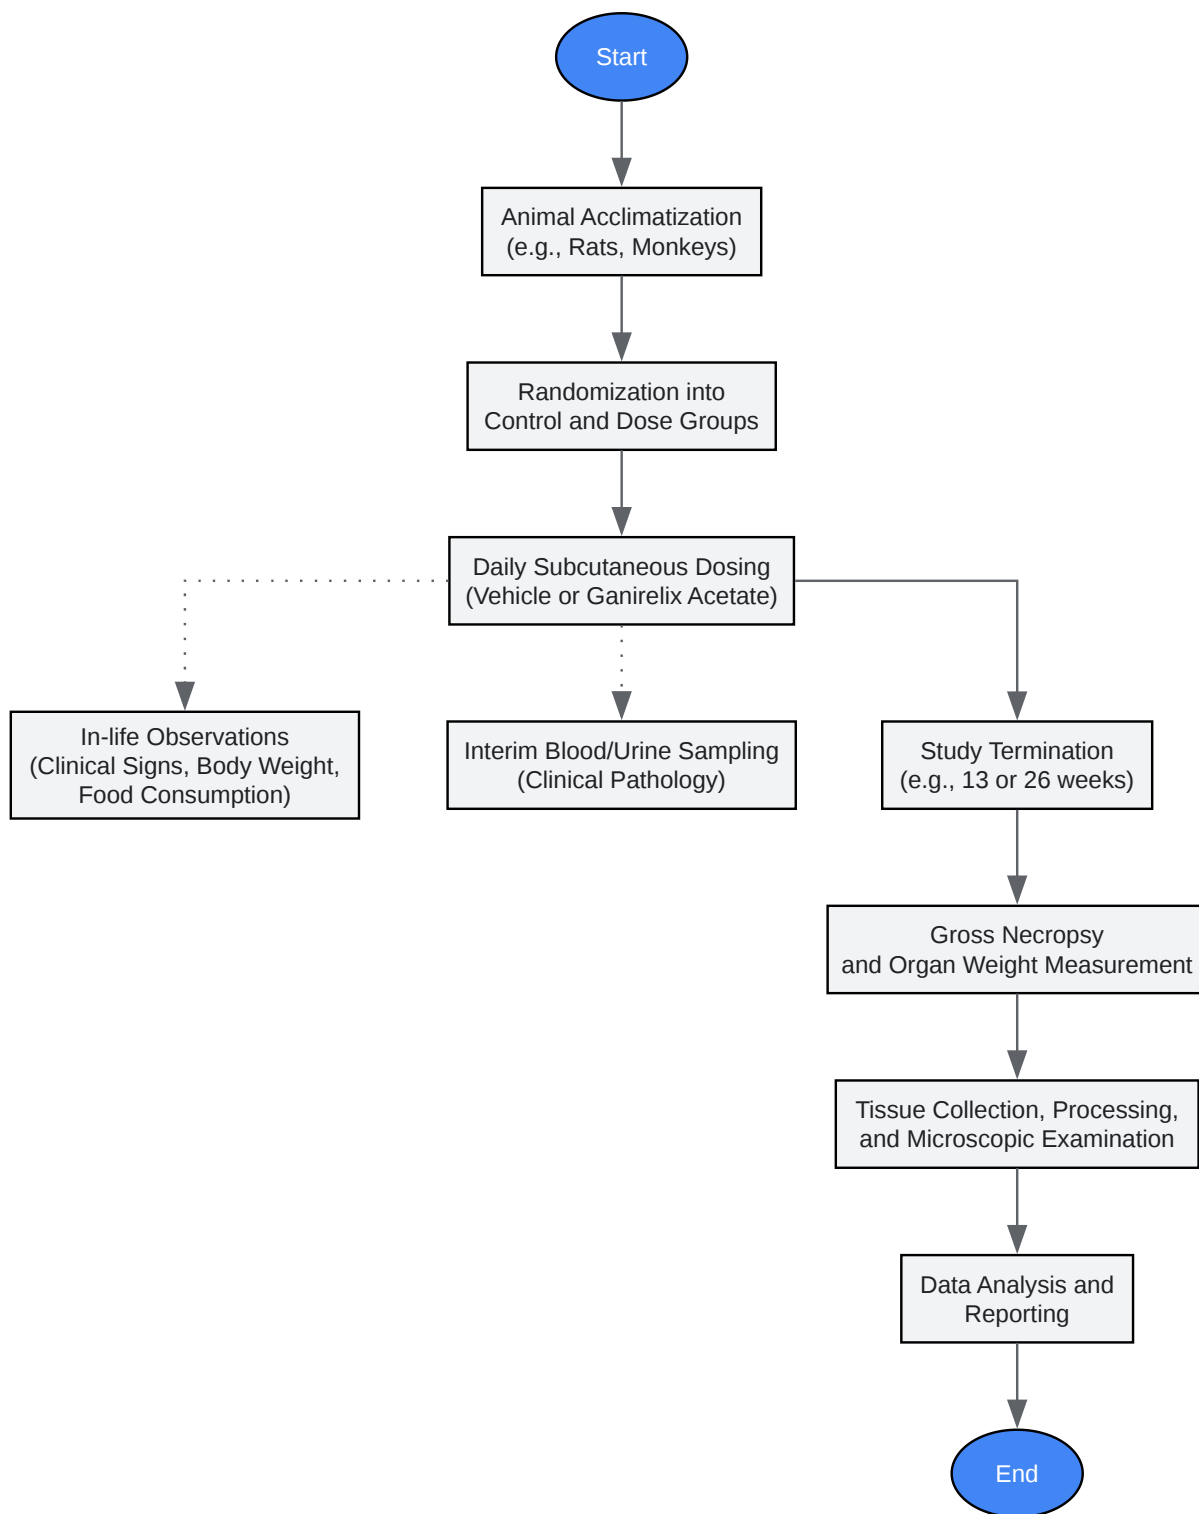 Start
Animal Acclimatization
(e.g., Rats, Monkeys)
Randomization into
Control and Dose Groups
Daily Subcutaneous Dosing
(Vehicle or Ganirelix Acetate)
In-life Observations
(Clinical Signs, Body Weight,
Food Consumption)
Interim Blood/Urine Sampling
(Clinical Pathology)
Study Termination
(e.g., 13 or 26 weeks)
Gross Necropsy
and Organ Weight Measurement
Tissue Collection, Processing,
and Microscopic Examination
Data Analysis and
Reporting
End